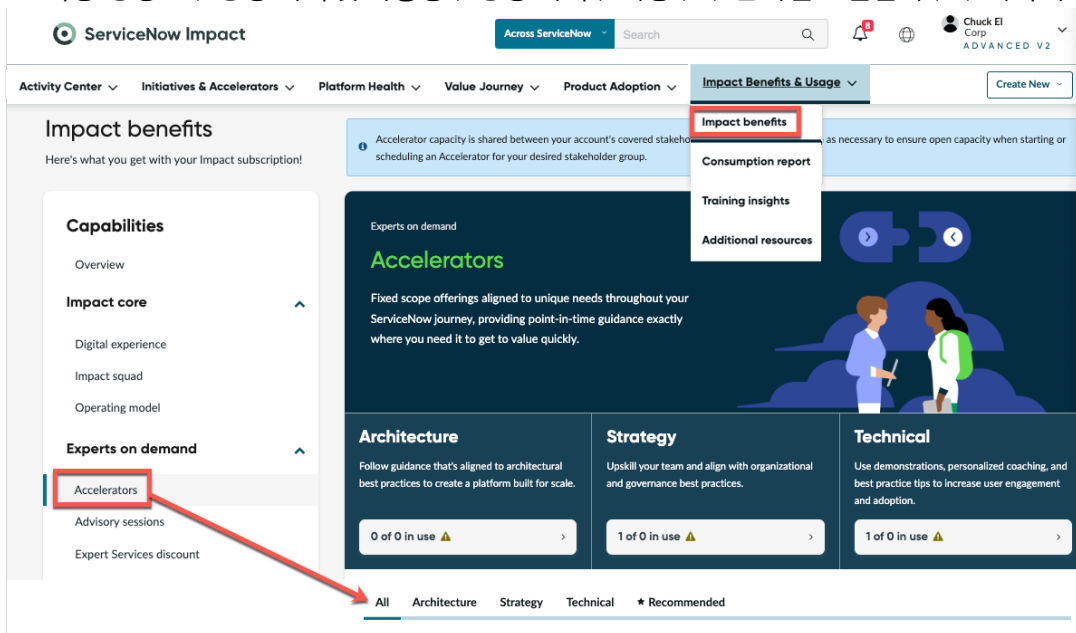 ServiceNow Impact
Across ServiceNow
Search
8
Chuck El
Corp
ADVANCED V2
Activity Center
Initiatives & Accelerators
Platform Health
Value Journey
Product Adoption
Impact Benefits & Usage
Create New
Impact benefits
Consumption report
Training insights
Additional resources
Impact benefits
Here's what you get with your Impact subscription!
Accelerator capacity is shared between your account's covered stakeho
as necessary to ensure open capacity when starting or
scheduling an Accelerator for your desired stakeholder group.
Capabilities
Overview
Impact core
Digital experience
Impact squad
Operating model
Experts on demand
Accelerators
Advisory sessions
Expert Services discount
Experts on demand
Accelerators
Fixed scope offerings aligned to unique needs throughout your
ServiceNow journey, providing point-in-time guidance exactly
where you need it to get to value quickly.
Architecture
Follow guidance that's aligned to architectural
best practices to create a platform built for scale.
0 of 0 in use
Strategy
Upskill your team and align with organizational
and governance best practices.
1 of 0 in use
Technical
Use demonstrations, personalized coaching, and
best practice tips to increase user engagement
and adoption.
1 of 0 in use
All
Architecture
Strategy
Technical
★ Recommended